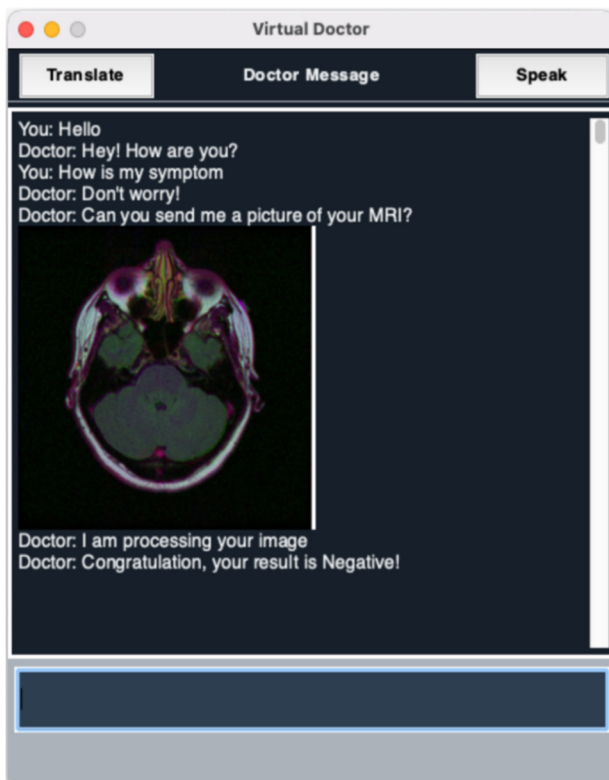 Virtual Doctor
Translate
Doctor Message
Speak
You: Hello
Doctor: Hey! How are you?
You: How is my symptom
Doctor: Don't worry!
Doctor: Can you send me a picture of your MRI?
Doctor: I am processing your image
Doctor: Congratulation, your result is Negative!